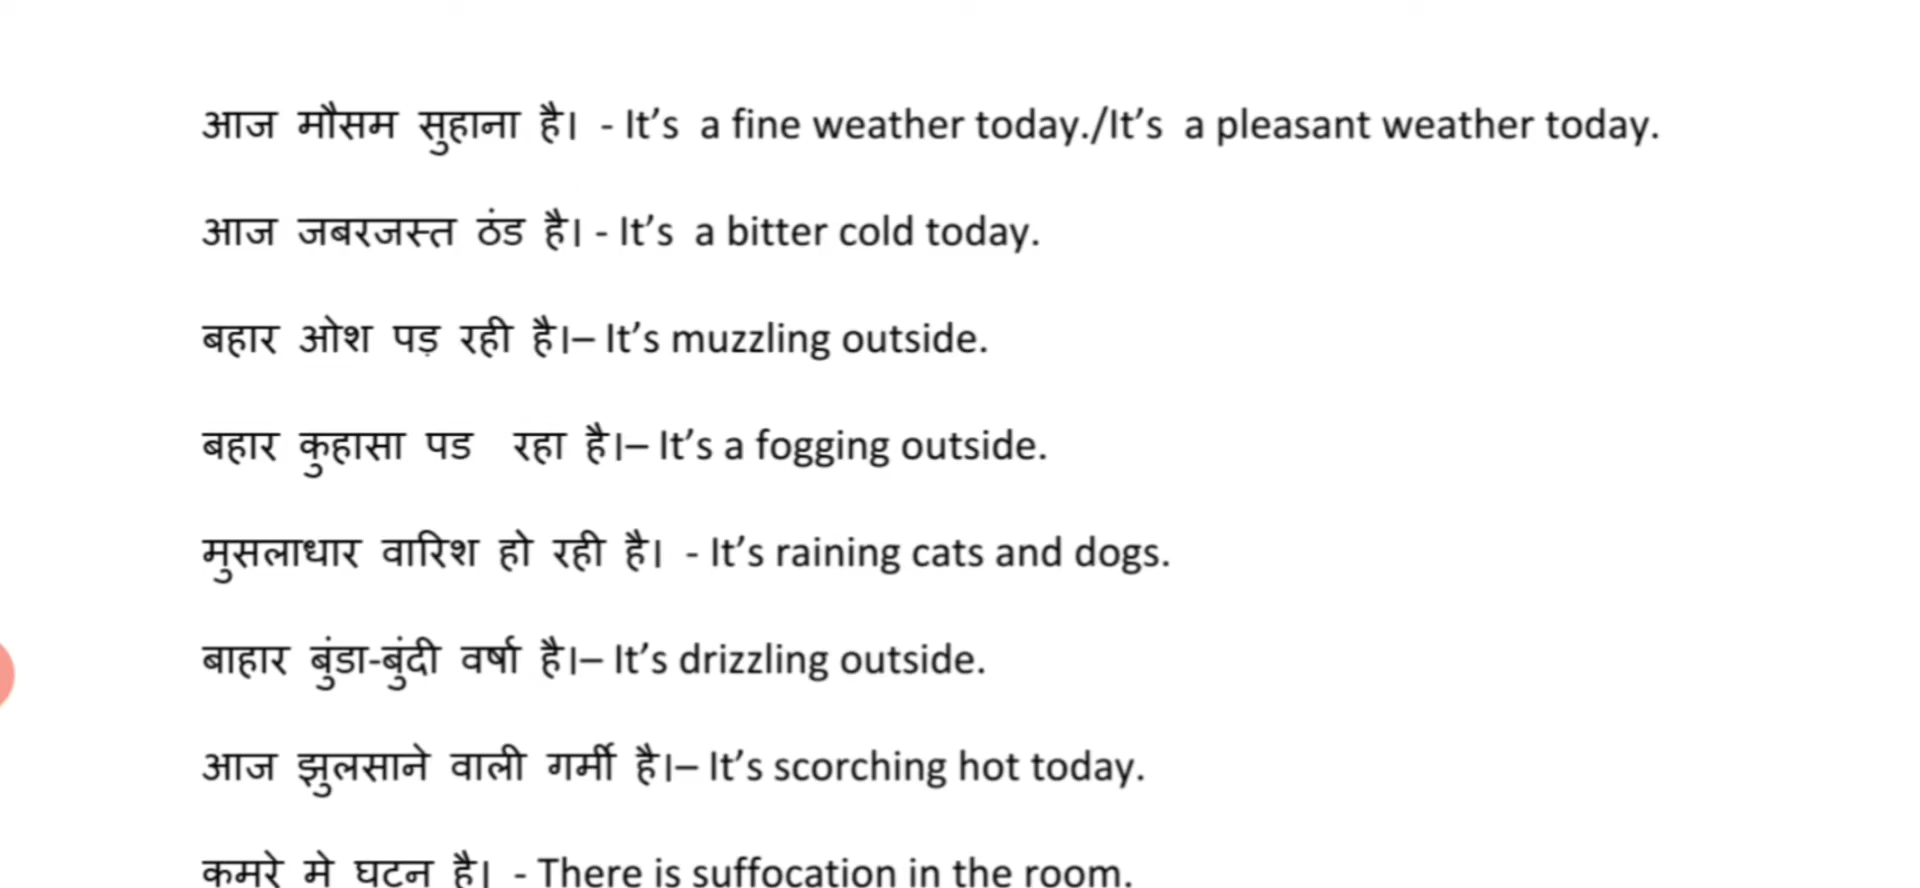 आज मौसम सुहाना है। - It’s a fine weather today./It’s a pleasant weather today.
आज जबरजस्त ठंड है। - It’s a bitter cold today.
बहार ओश पड़ रही है।– It’s muzzling outside.
बहार कुहासा पड रहा है।– It’s a fogging outside.
मुसलाधार वारिश हो रही है। - It’s raining cats and dogs.
बाहार बुंडा-बुंदी वर्षा है।– It’s drizzling outside.
आज झुलसाने वाली गर्मी है।– It’s scorching hot today.
कमरे मे घटन है। - There is suffocation in the room.